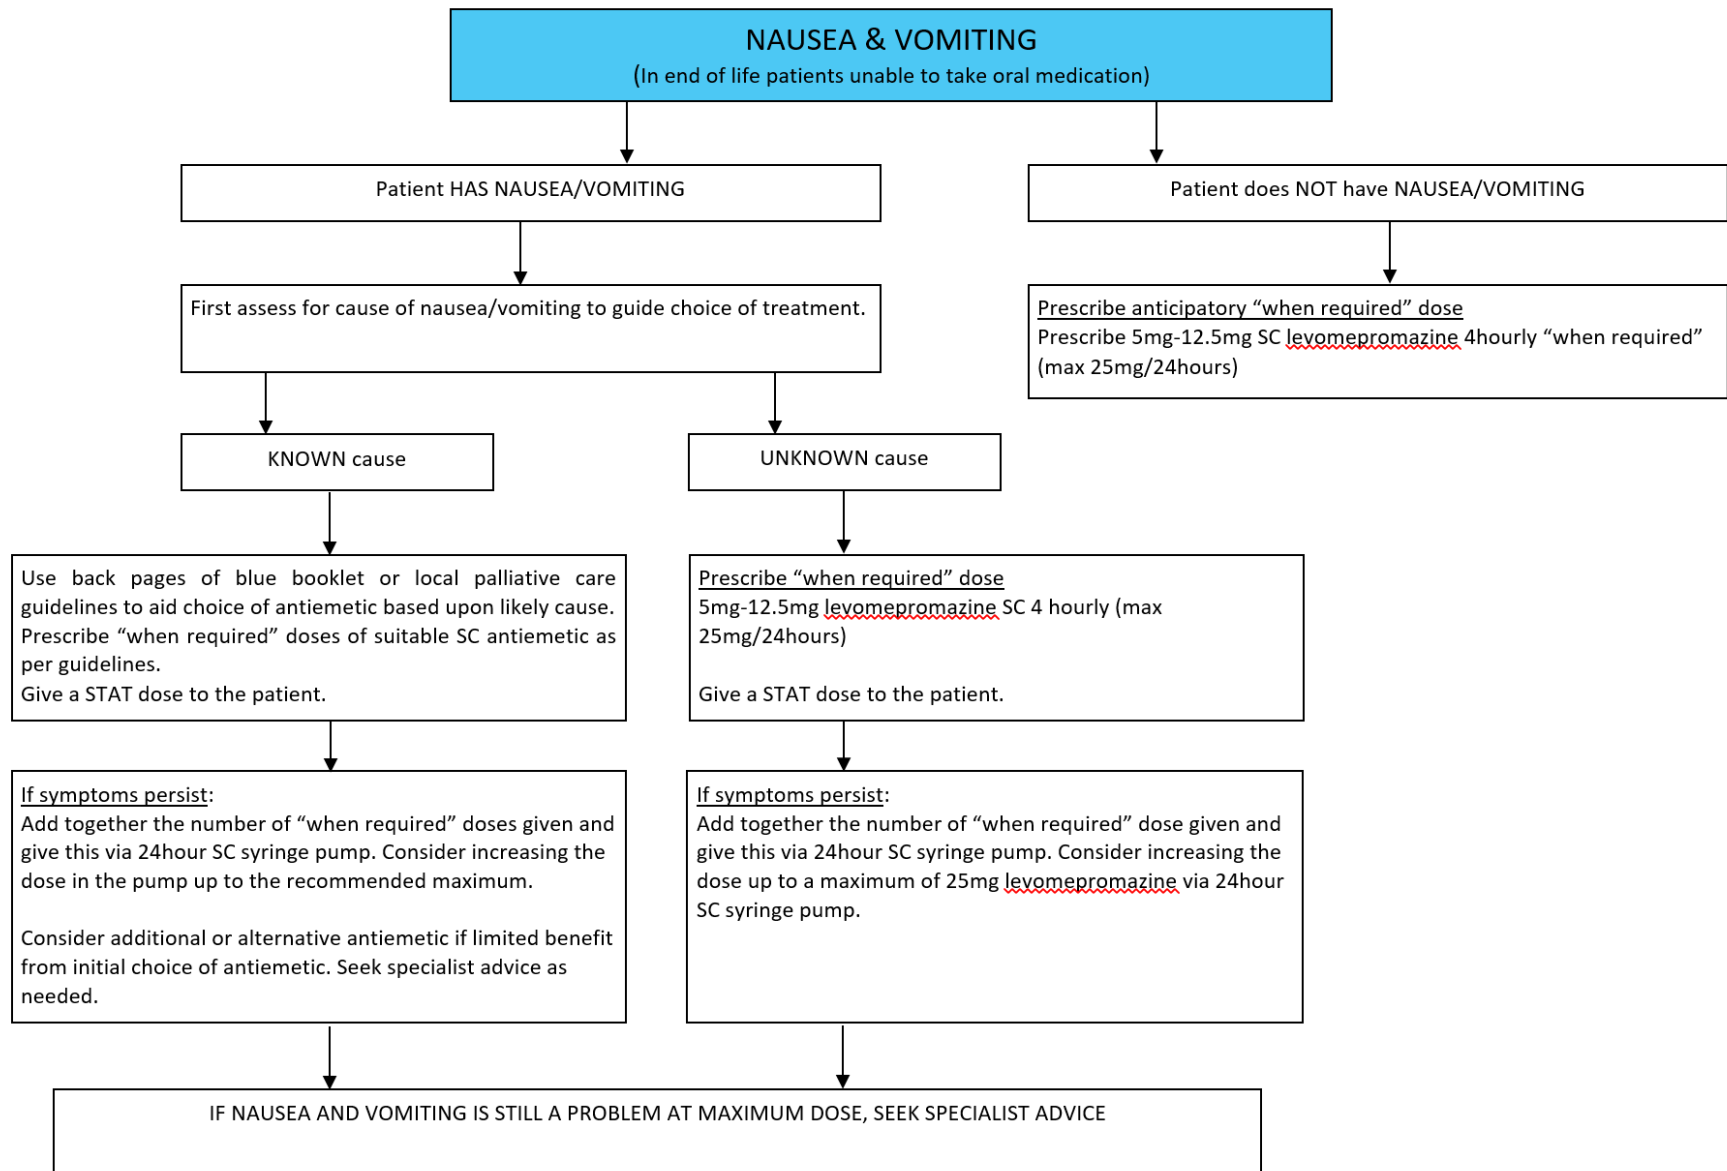 NAUSEA & VOMITING
(In end of life patients unable to take oral medication)
Patient HAS NAUSEA/VOMITING
Patient does NOT have NAUSEA/VOMITING
First assess for cause of nausea/vomiting to guide choice of treatment.
Prescribe anticipatory “when required” dose
Prescribe 5mg-12.5mg SC levomepromazine 4hourly “when required”
(max 25mg/24hours)
KNOWN cause
UNKNOWN cause
Use back pages of blue booklet or local palliative care
guidelines to aid choice of antiemetic based upon likely cause.
Prescribe “when required” doses of suitable SC antiemetic as
per guidelines.
Give a STAT dose to the patient.
Prescribe “when required” dose
5mg-12.5mg levomepromazine SC 4 hourly (max
25mg/24hours)
Give a STAT dose to the patient.
If symptoms persist:
Add together the number of “when required” doses given and
give this via 24hour SC syringe pump. Consider increasing the
dose in the pump up to the recommended maximum.
Consider additional or alternative antiemetic if limited benefit
from initial choice of antiemetic. Seek specialist advice as
needed.
If symptoms persist:
Add together the number of “when required” dose given and
give this via 24hour SC syringe pump. Consider increasing the
dose up to a maximum of 25mg levomepromazine via 24hour
SC syringe pump.
IF NAUSEA AND VOMITING IS STILL A PROBLEM AT MAXIMUM DOSE, SEEK SPECIALIST ADVICE